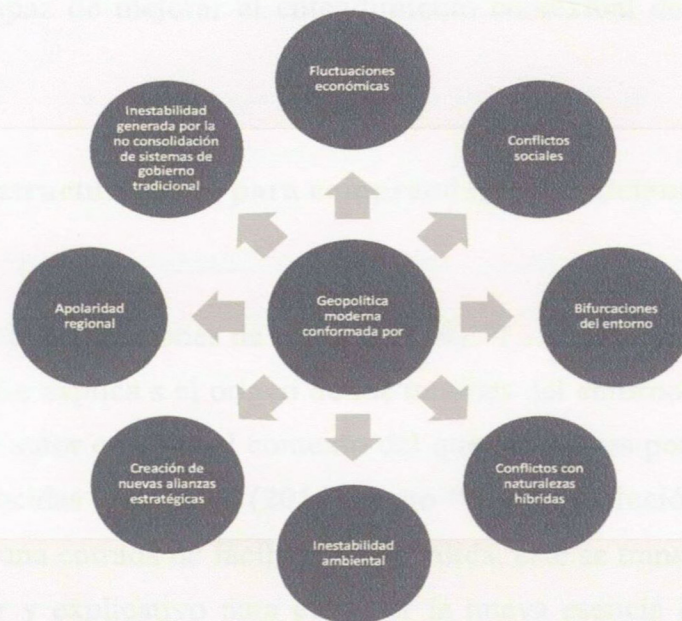 Fluctuaciones
económicas
Conflictos
sociales
Bifurcaciones
del entorno
Conflictos con
naturalezas
híbridas
Inestabilidad
ambiental
Creación de
nuevas alianzas
estratégicas
Apolaridad
regional
Inestabilidad
generada por la
no consolidación
de sistemas de
gobierno
tradicional
Geopolítica
moderna
conformada por